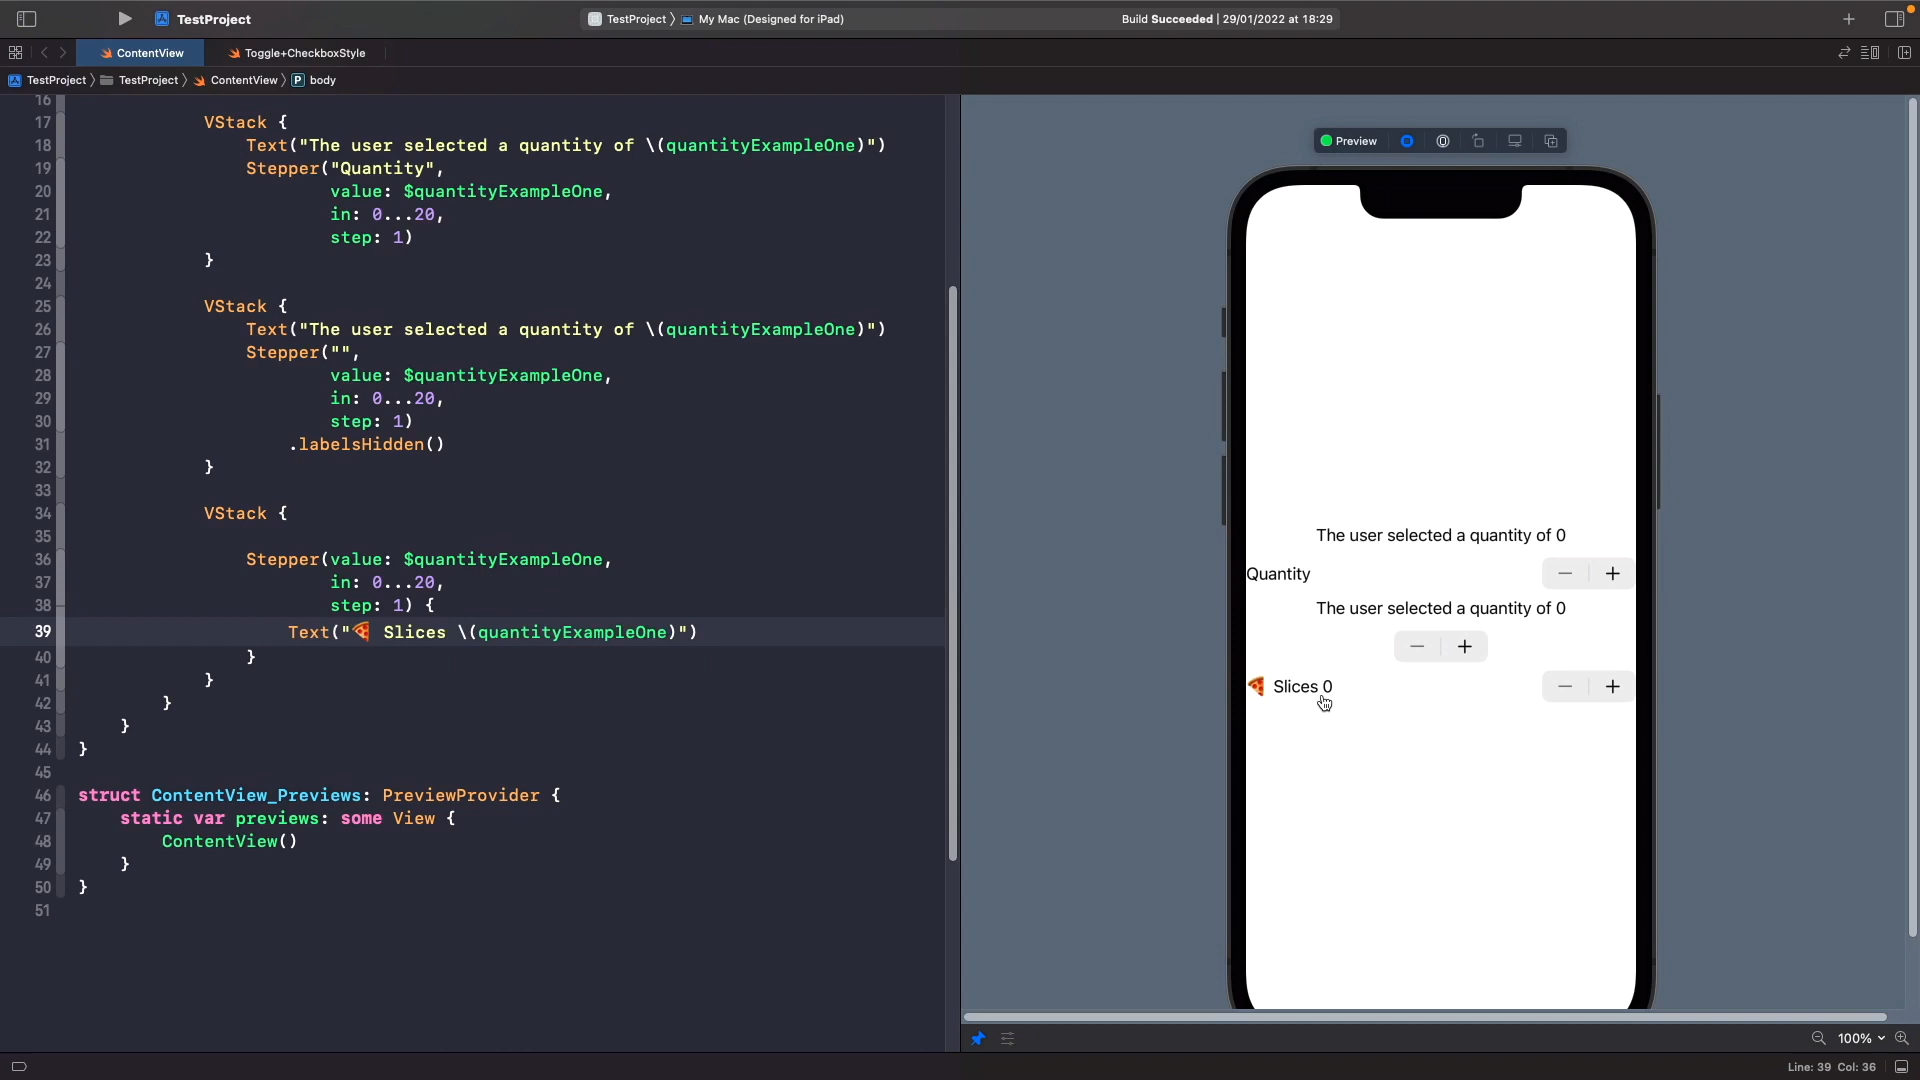 TestProject
TestProject 〉 My Mac (Designed for iPad)
Build Succeeded | 29/01/2022 at 18:29
ContentView
Toggle+CheckboxStyle
TestProject 〉 TestProject 〉 ContentView 〉 P body
16
17 VStack {
18 Text("The user selected a quantity of \(quantityExampleOne)")
19 Stepper("Quantity",
20 value: $quantityExampleOne,
21 in: 0...20,
22 step: 1)
23 }
24
25 VStack {
26 Text("The user selected a quantity of \(quantityExampleOne)")
27 Stepper("",
28 value: $quantityExampleOne,
29 in: 0...20,
30 step: 1)
31 .labelsHidden()
32 }
33
34 VStack {
35
36 Stepper(value: $quantityExampleOne,
37 in: 0...20,
38 step: 1) {
39 Text("🍕 Slices \(quantityExampleOne)")
40 }
41 }
42 }
43 }
44 }
45
46 struct ContentView_Previews: PreviewProvider {
47 static var previews: some View {
48 ContentView()
49 }
50 }
51
Preview
The user selected a quantity of 0
Quantity − +
The user selected a quantity of 0
− +
🍕 Slices 0 − +
100%
Line: 39 Col: 36